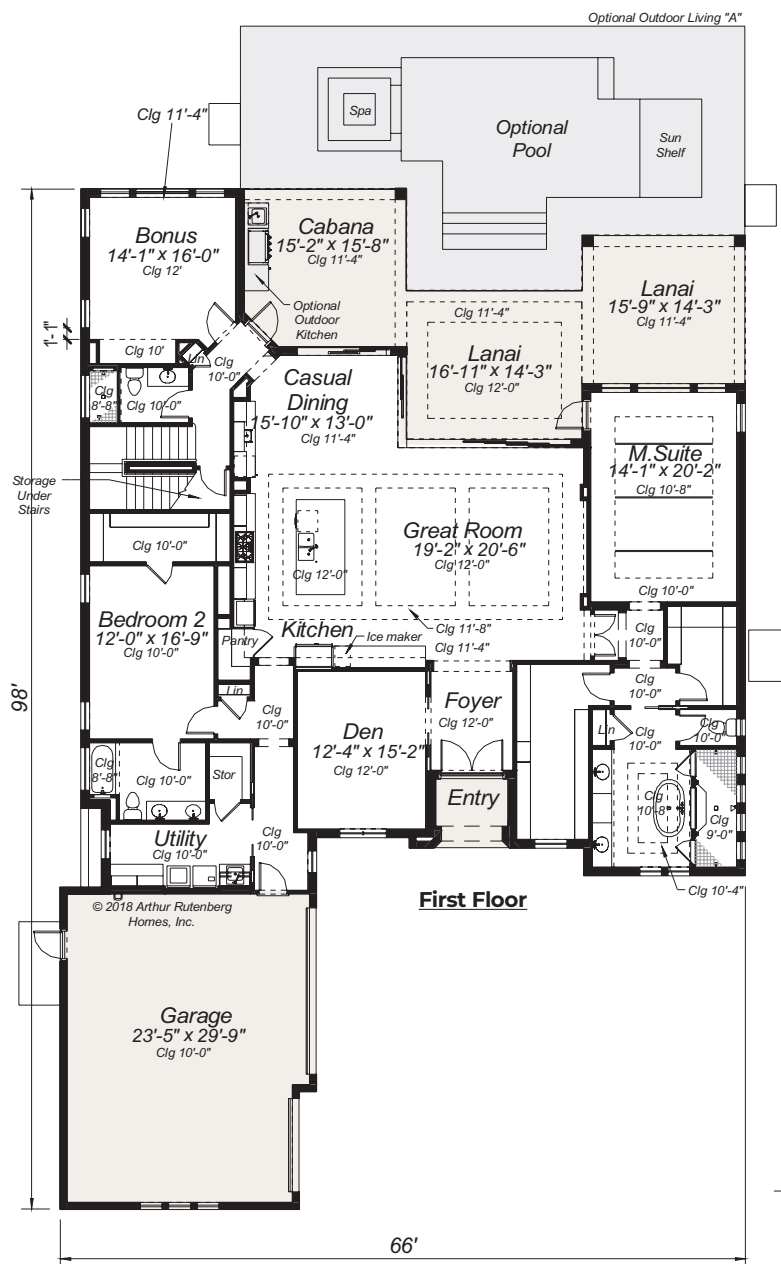 Optional Outdoor Living "A"
Clg 11'-4"
Spa
Optional
Pool
Sun
Shelf
Bonus
14'-1" x 16'-0"
Clg 12'
Cabana
15'-2" x 15'-8"
Clg 11'-4"
Optional
Outdoor
Kitchen
Clg 11'-4"
Lanai
16'-11" x 14'-3"
Clg 12'-0"
Lanai
15'-9" x 14'-3"
Clg 11'-4"
1'-1"
Clg 10'
Lin
Clg
10'-0"
Clg
8'-8"
Clg 10'-0"
Casual
Dining
15'-10" x 13'-0"
Clg 11'-4"
M.Suite
14'-1" x 20'-2"
Clg 10'-8"
Clg 10'-0"
Storage
Under
Stairs
Clg 10'-0"
Great Room
19'-2" x 20'-6"
Clg 12'-0"
Clg 12'-0"
Clg 11'-8"
Clg 11'-4"
Bedroom 2
12'-0" x 16'-9"
Clg 10'-0"
Pantry
Kitchen
Ice maker
Clg
10'-0"
Clg
10'-0"
Lin
Clg
10'-0"
Den
12'-4" x 15'-2"
Clg 12'-0"
Foyer
Clg 12'-0"
Lin
Clg
10'-0"
Clg
10'-0"
98'
Clg
8'-8"
Clg 10'-0"
Stor
Entry
Clg
10'-8"
Clg
9'-0"
Utility
Clg 10'-0"
Clg
10'-0"
Clg 10'-4"
First Floor
© 2018 Arthur Rutenberg
Homes, Inc.
Garage
23'-5" x 29'-9"
Clg 10'-0"
66'